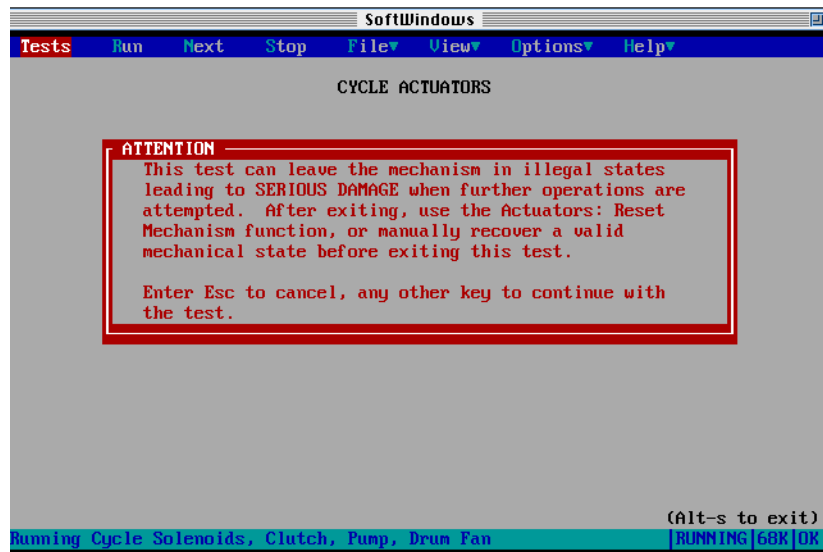 SoftWindows
Tests Run Next Stop File▼ View▼ Options▼ Help▼
CYCLE ACTUATORS
ATTENTION
This test can leave the mechanism in illegal states
leading to SERIOUS DAMAGE when further operations are
attempted. After exiting, use the Actuators: Reset
Mechanism function, or manually recover a valid
mechanical state before exiting this test.
Enter Esc to cancel, any other key to continue with
the test.
(Alt-s to exit)
Running Cycle Solenoids, Clutch, Pump, Drum Fan |RUNNING|68K|OK